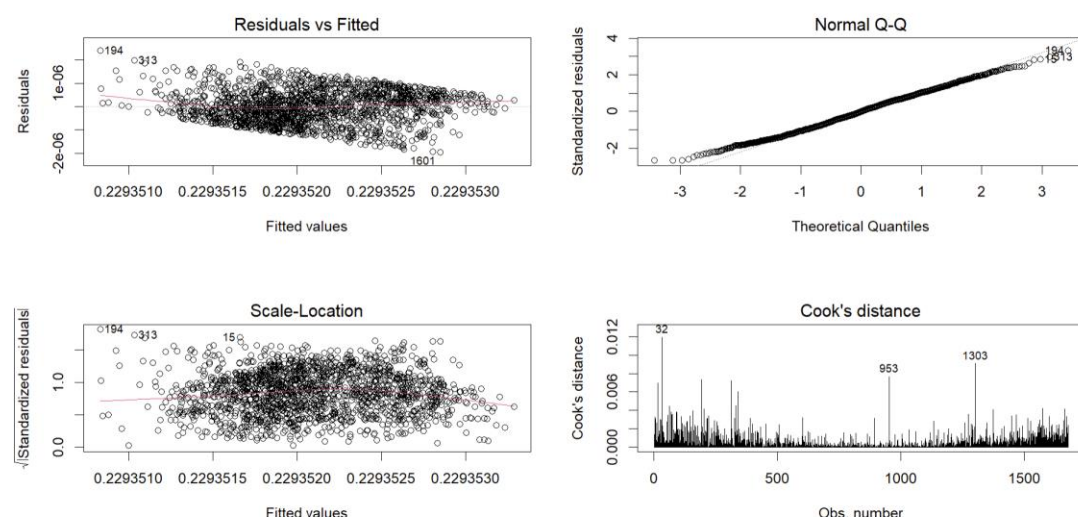 Residuals vs Fitted
Residuals
1e-06
-2e-06
194
313
1601
0.2293510 0.2293515 0.2293520 0.2293525 0.2293530
Fitted values
Normal Q-Q
Standardized residuals
4
2
0
-2
-3 -2 -1 0 1 2 3
Theoretical Quantiles
Scale-Location
√|Standardized residuals|
1.0
0.0
194
313
15
0.2293510 0.2293515 0.2293520 0.2293525 0.2293530
Fitted values
Cook's distance
Cook's distance
0.012
0.006
0.000
32
953
1303
0 500 1000 1500
Obs. number